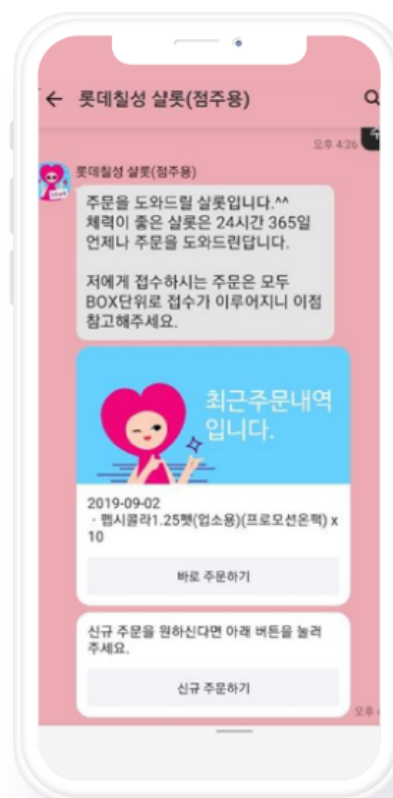 롯데칠성 샬롯(점주용)
오후 4:26
롯데칠성 샬롯(점주용)
주문을 도와드릴 샬롯입니다.^^
체력이 좋은 샬롯은 24시간 365일
언제나 주문을 도와드린답니다.
저에게 접수하시는 주문은 모두
BOX단위로 접수가 이루어지니 이점
참고해주세요.
최근주문내역
입니다.
2019-09-02
· 펩시콜라1.25펫(업소용)(프로모션온팩) x
10
바로 주문하기
신규 주문을 원하신다면 아래 버튼을 눌러
주세요.
신규 주문하기
오후